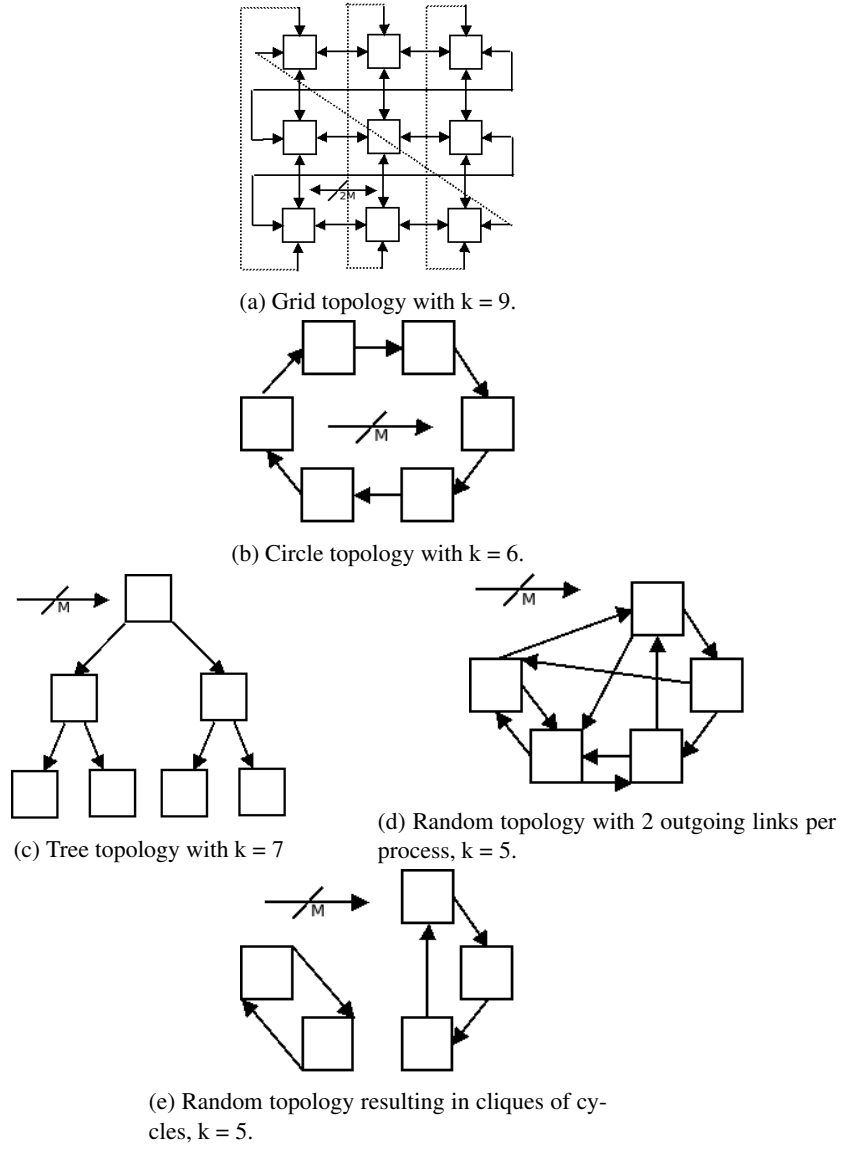 2M
(a) Grid topology with k = 9.
M
(b) Circle topology with k = 6.
M
(c) Tree topology with k = 7
M
(d) Random topology with 2 outgoing links per
process, k = 5.
M
(e) Random topology resulting in cliques of cy-
cles, k = 5.